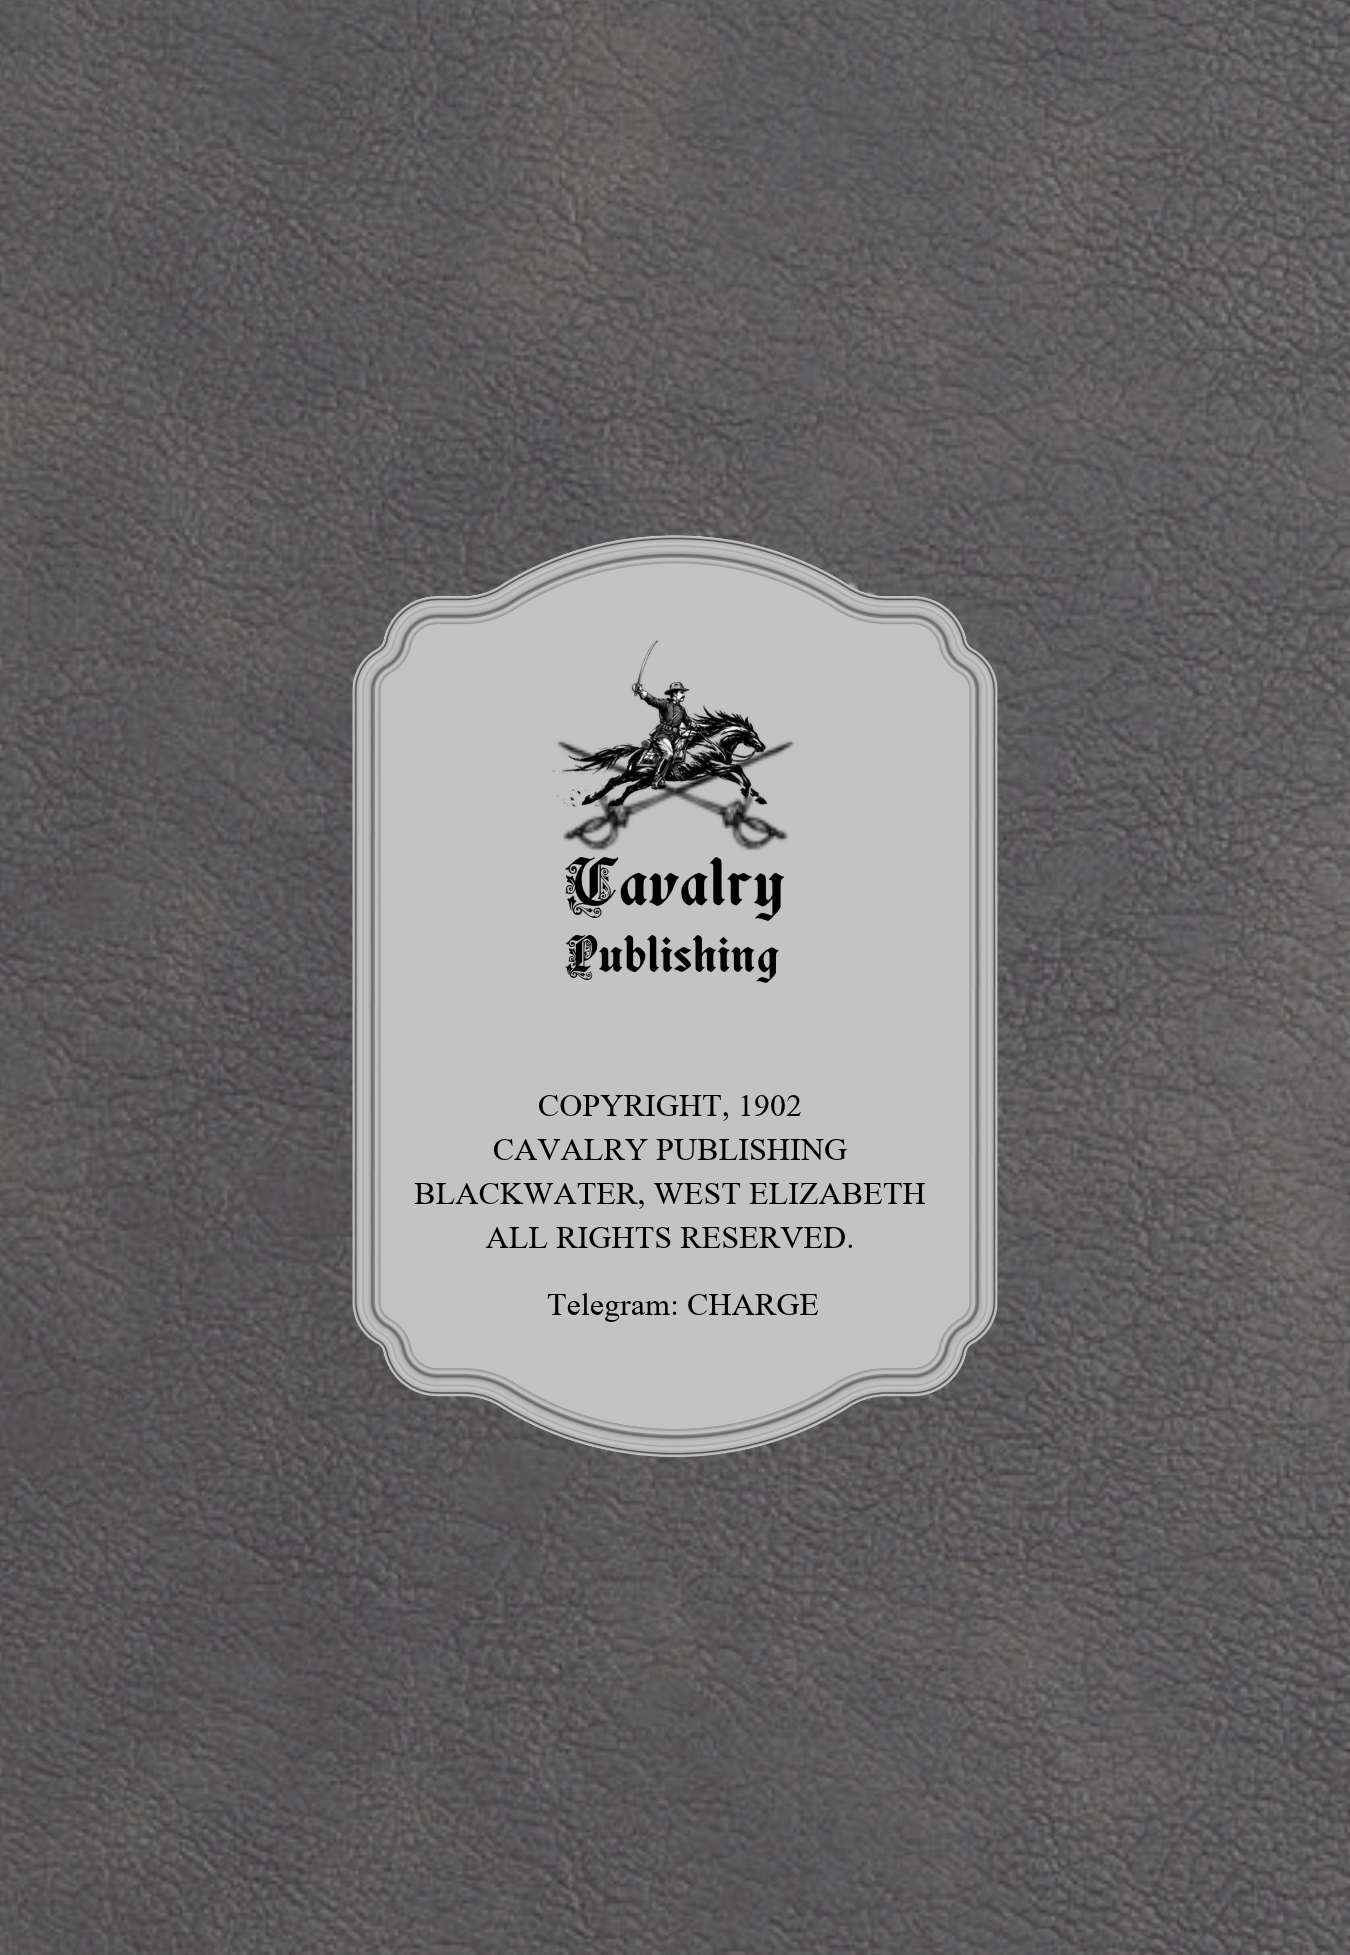 Cavalry
Publishing
COPYRIGHT, 1902
CAVALRY PUBLISHING
BLACKWATER, WEST ELIZABETH
ALL RIGHTS RESERVED.
Telegram: CHARGE